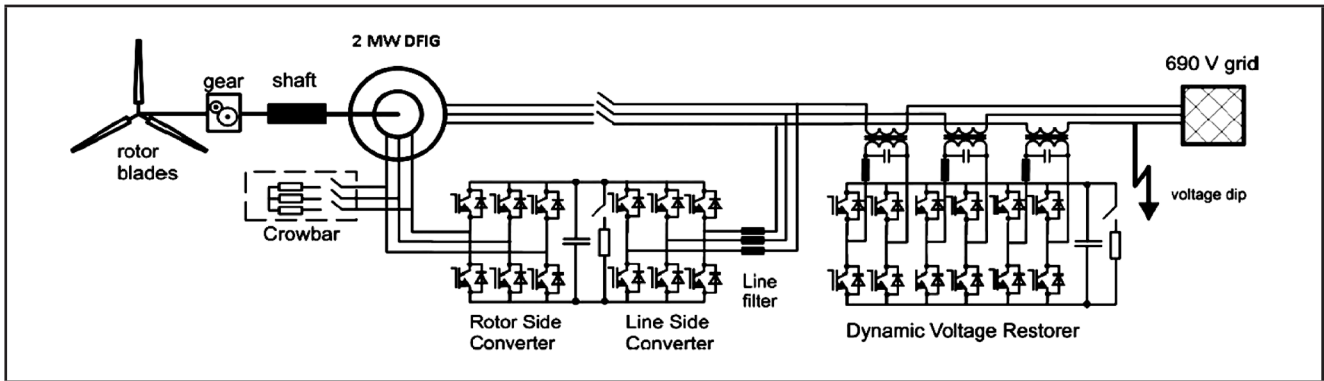 2 MW DFIG
690 V grid
gear
shaft
rotor
blades
voltage dip
Crowbar
Line
filter
Rotor Side
Converter
Line Side
Converter
Dynamic Voltage Restorer